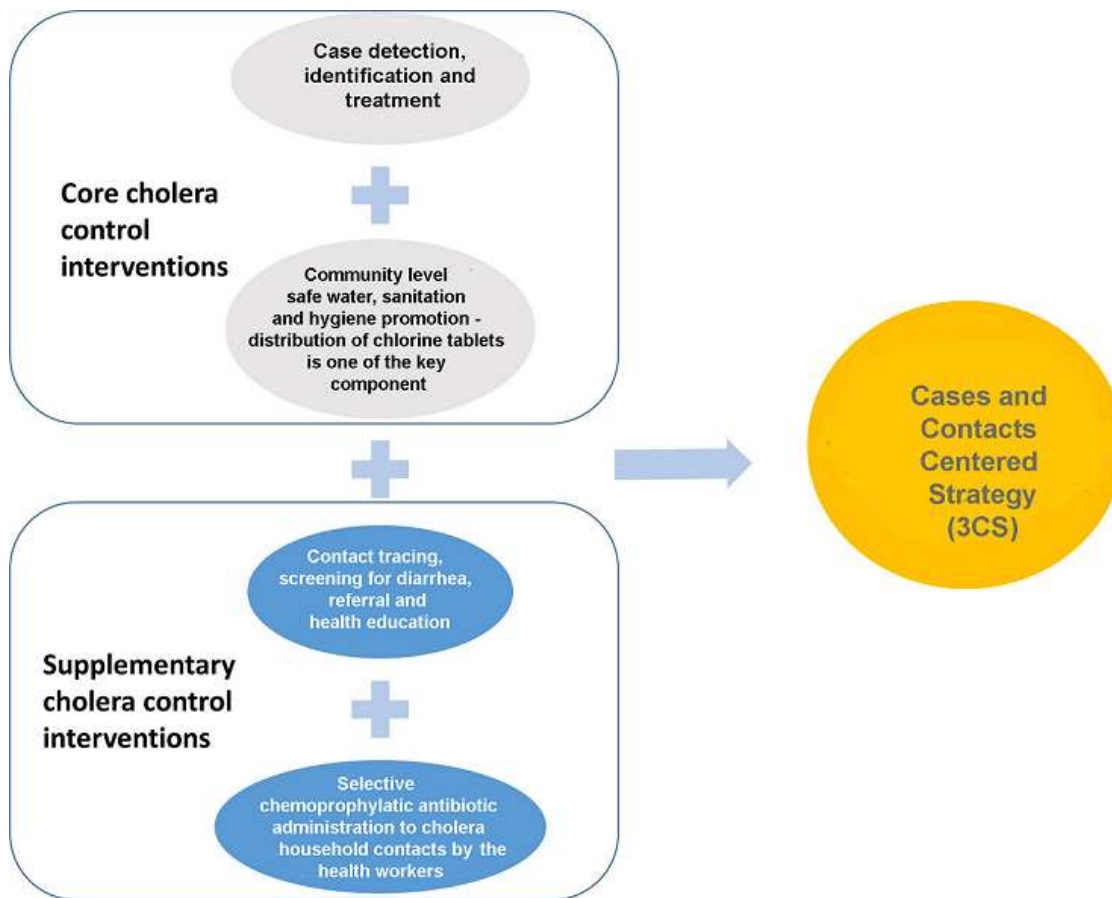 Case detection,
identification and
treatment
Core cholera
control
interventions
Community level
safe water, sanitation
and hygiene promotion -
distribution of chlorine tablets
is one of the key
component
Contact tracing,
screening for diarrhea,
referral and
health education
Supplementary
cholera control
interventions
Selective
chemoprophylatic antibiotic
administration to cholera
household contacts by the
health workers
Cases and
Contacts
Centered
Strategy
(3CS)